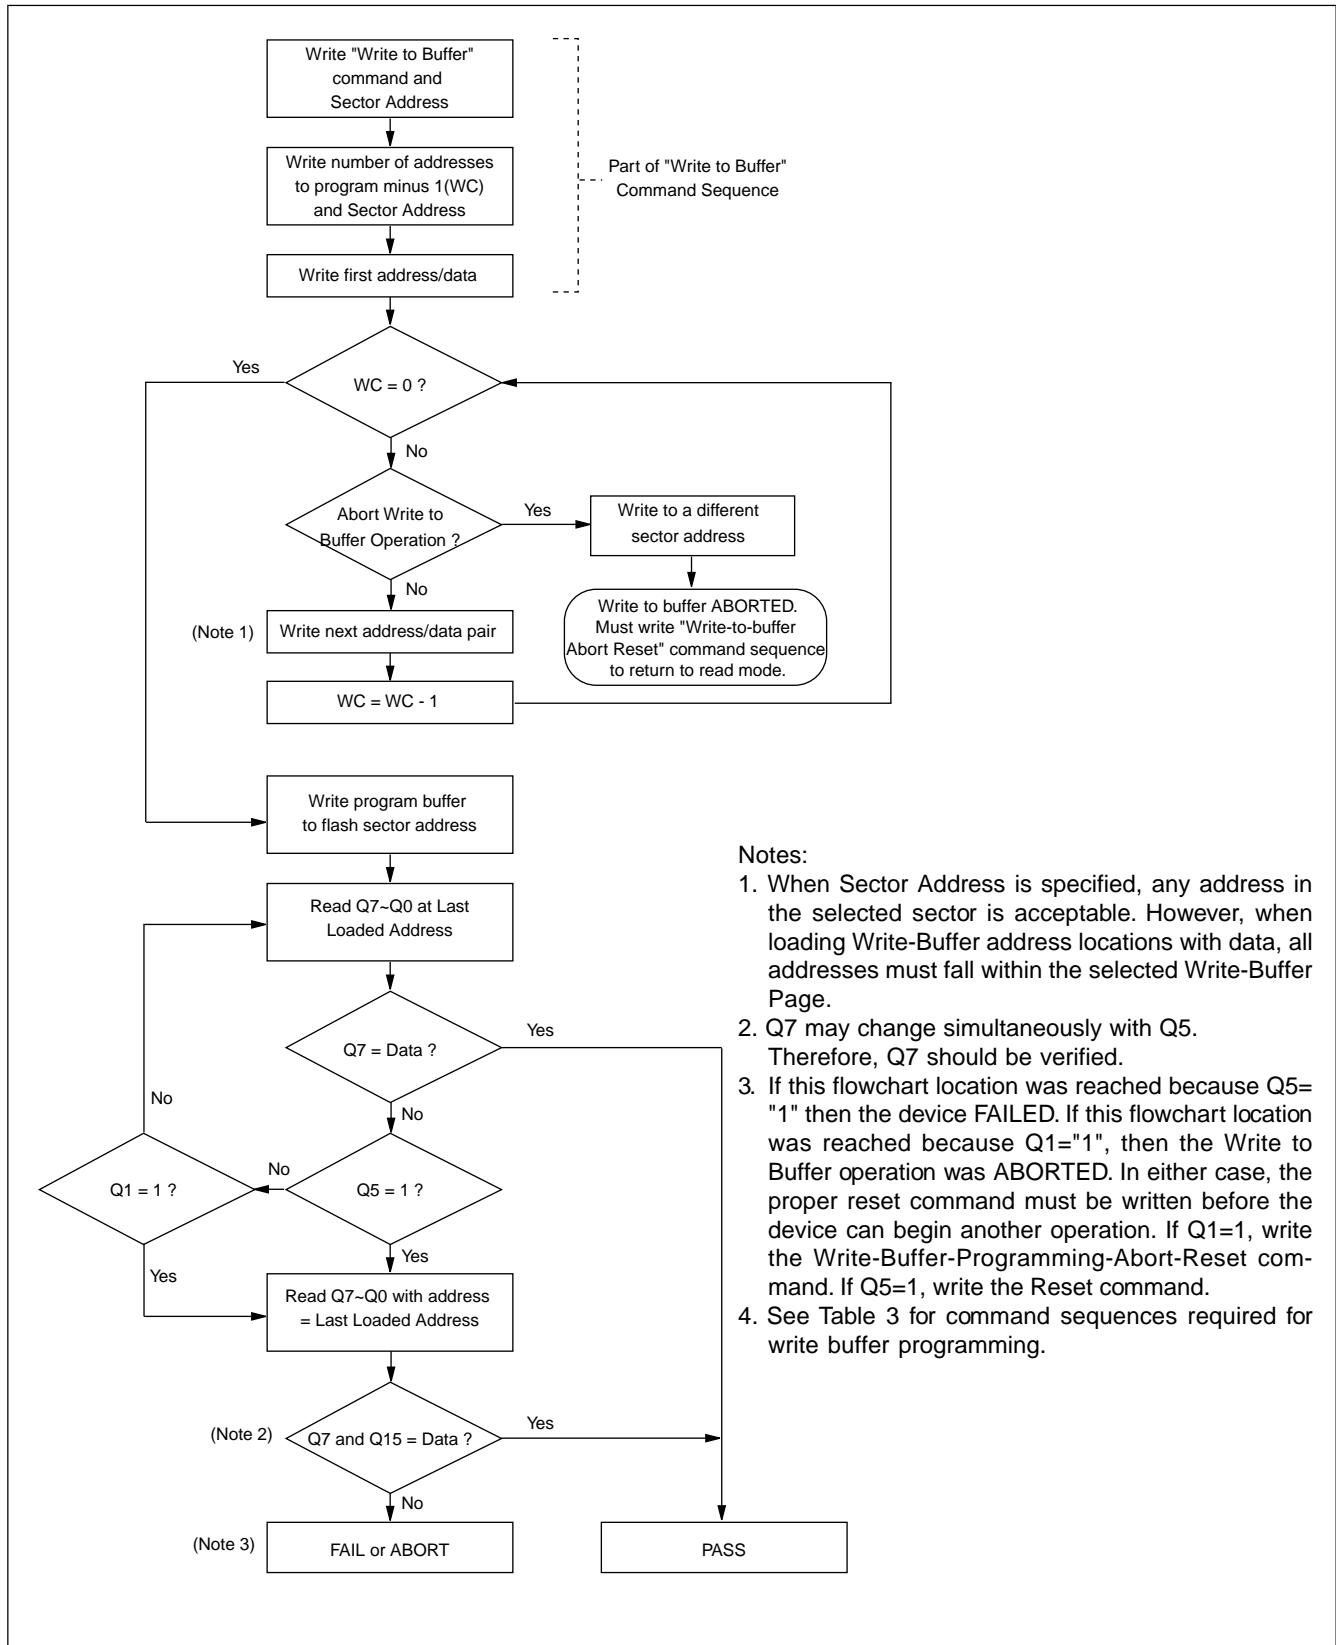 Write "Write to Buffer"
command and
Sector Address
Write number of addresses
to program minus 1(WC)
and Sector Address
Part of "Write to Buffer"
Command Sequence
Write first address/data
Yes
WC = 0 ?
No
Abort Write to
Buffer Operation ?
Yes
Write to a different
sector address
No
(Note 1)
Write next address/data pair
Write to buffer ABORTED.
Must write "Write-to-buffer
Abort Reset" command sequence
to return to read mode.
WC = WC - 1
Write program buffer
to flash sector address
Read Q7~Q0 at Last
Loaded Address
Q7 = Data ?
Yes
No
No
Q1 = 1 ?
No
Q5 = 1 ?
Yes
Yes
Read Q7~Q0 with address
= Last Loaded Address
(Note 2)
Q7 and Q15 = Data ?
Yes
No
(Note 3)
FAIL or ABORT
PASS
Notes:
1. When Sector Address is specified, any address in
the selected sector is acceptable. However, when
loading Write-Buffer address locations with data, all
addresses must fall within the selected Write-Buffer
Page.
2. Q7 may change simultaneously with Q5.
Therefore, Q7 should be verified.
3. If this flowchart location was reached because Q5=
"1" then the device FAILED. If this flowchart location
was reached because Q1="1", then the Write to
Buffer operation was ABORTED. In either case, the
proper reset command must be written before the
device can begin another operation. If Q1=1, write
the Write-Buffer-Programming-Abort-Reset com-
mand. If Q5=1, write the Reset command.
4. See Table 3 for command sequences required for
write buffer programming.